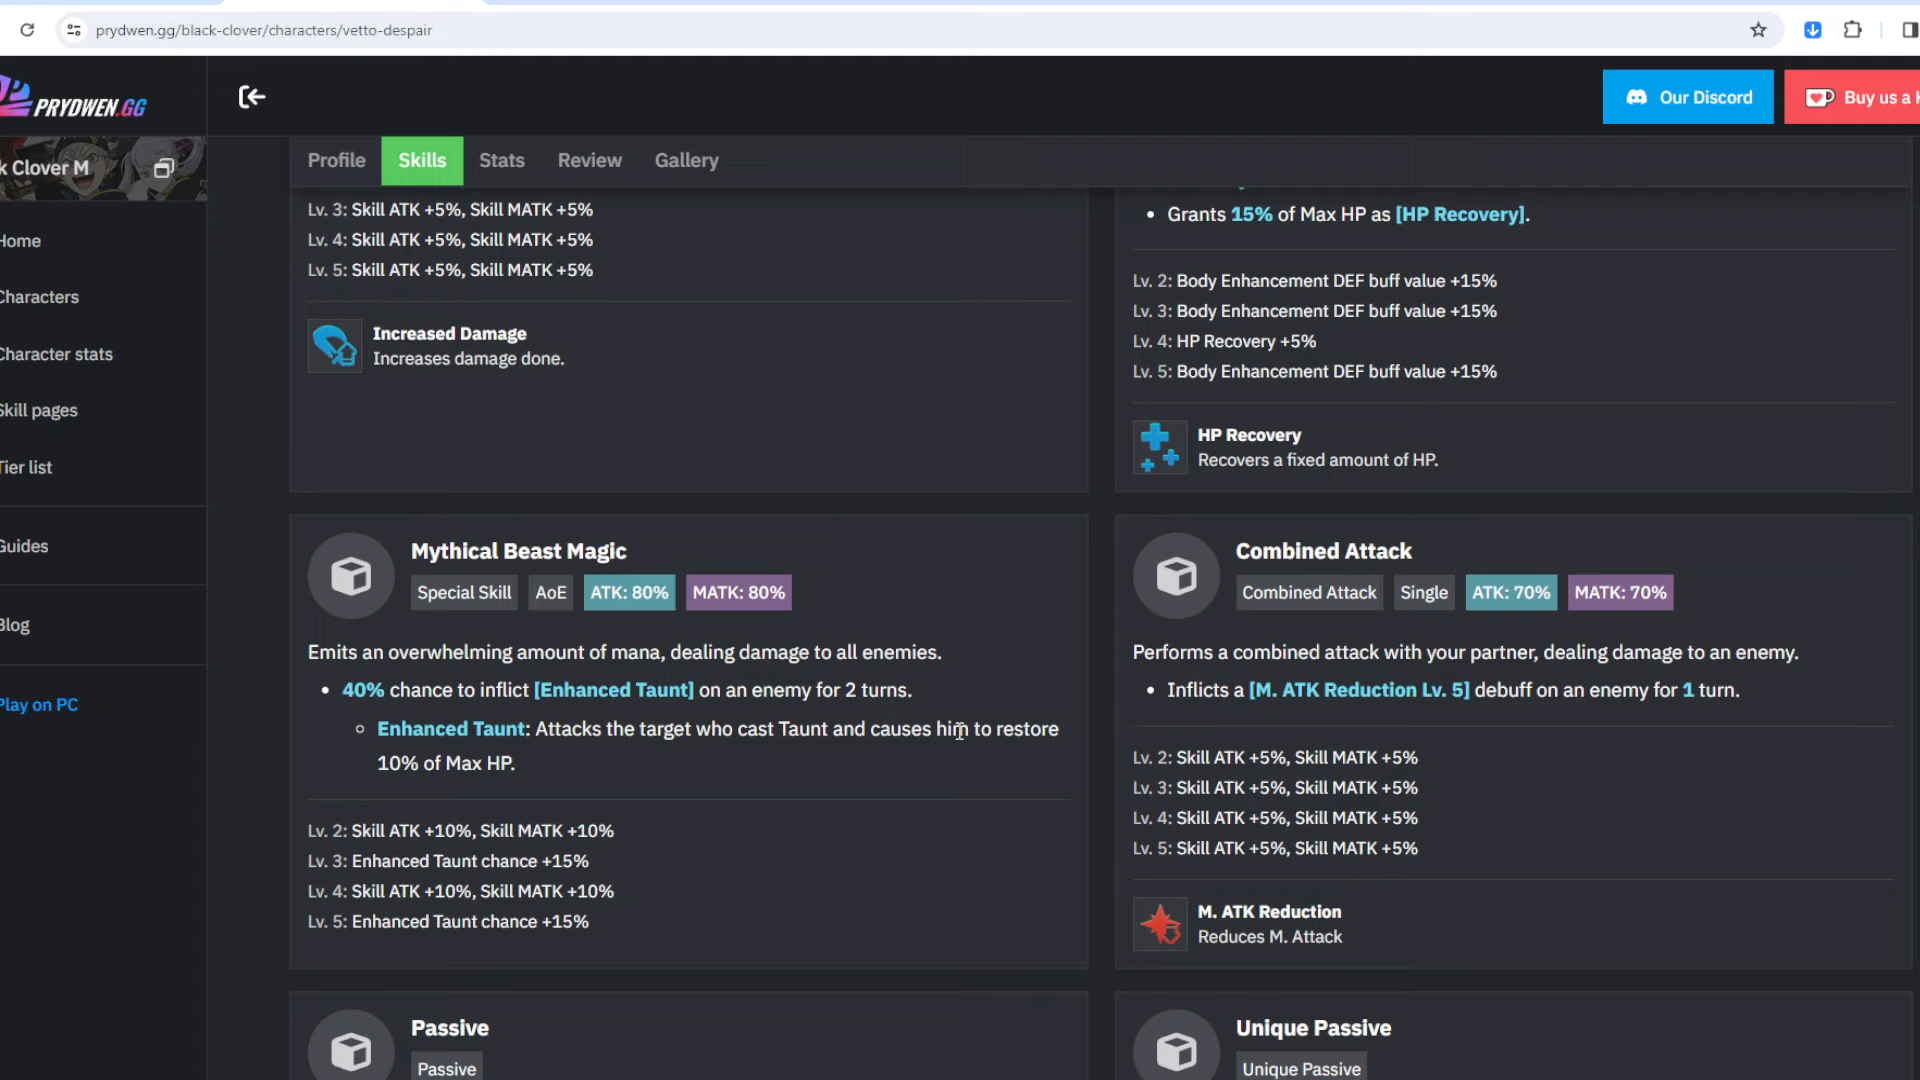 prydwen.gg/black-clover/characters/vetto-despair
PRYDWEN.GG
Our Discord
Buy us a K
k Clover M
Home
Characters
Character stats
Skill pages
Tier list
Guides
Blog
Play on PC
Profile
Skills
Stats
Review
Gallery
Lv. 3: Skill ATK +5%, Skill MATK +5%
Lv. 4: Skill ATK +5%, Skill MATK +5%
Lv. 5: Skill ATK +5%, Skill MATK +5%
Increased Damage
Increases damage done.
Grants 15% of Max HP as [HP Recovery].
Lv. 2: Body Enhancement DEF buff value +15%
Lv. 3: Body Enhancement DEF buff value +15%
Lv. 4: HP Recovery +5%
Lv. 5: Body Enhancement DEF buff value +15%
HP Recovery
Recovers a fixed amount of HP.
Mythical Beast Magic
Special Skill
AoE
ATK: 80%
MATK: 80%
Emits an overwhelming amount of mana, dealing damage to all enemies.
40% chance to inflict [Enhanced Taunt] on an enemy for 2 turns.
Enhanced Taunt: Attacks the target who cast Taunt and causes him to restore
10% of Max HP.
Lv. 2: Skill ATK +10%, Skill MATK +10%
Lv. 3: Enhanced Taunt chance +15%
Lv. 4: Skill ATK +10%, Skill MATK +10%
Lv. 5: Enhanced Taunt chance +15%
Combined Attack
Combined Attack
Single
ATK: 70%
MATK: 70%
Performs a combined attack with your partner, dealing damage to an enemy.
Inflicts a [M. ATK Reduction Lv. 5] debuff on an enemy for 1 turn.
Lv. 2: Skill ATK +5%, Skill MATK +5%
Lv. 3: Skill ATK +5%, Skill MATK +5%
Lv. 4: Skill ATK +5%, Skill MATK +5%
Lv. 5: Skill ATK +5%, Skill MATK +5%
M. ATK Reduction
Reduces M. Attack
Passive
Passive
Unique Passive
Unique Passive